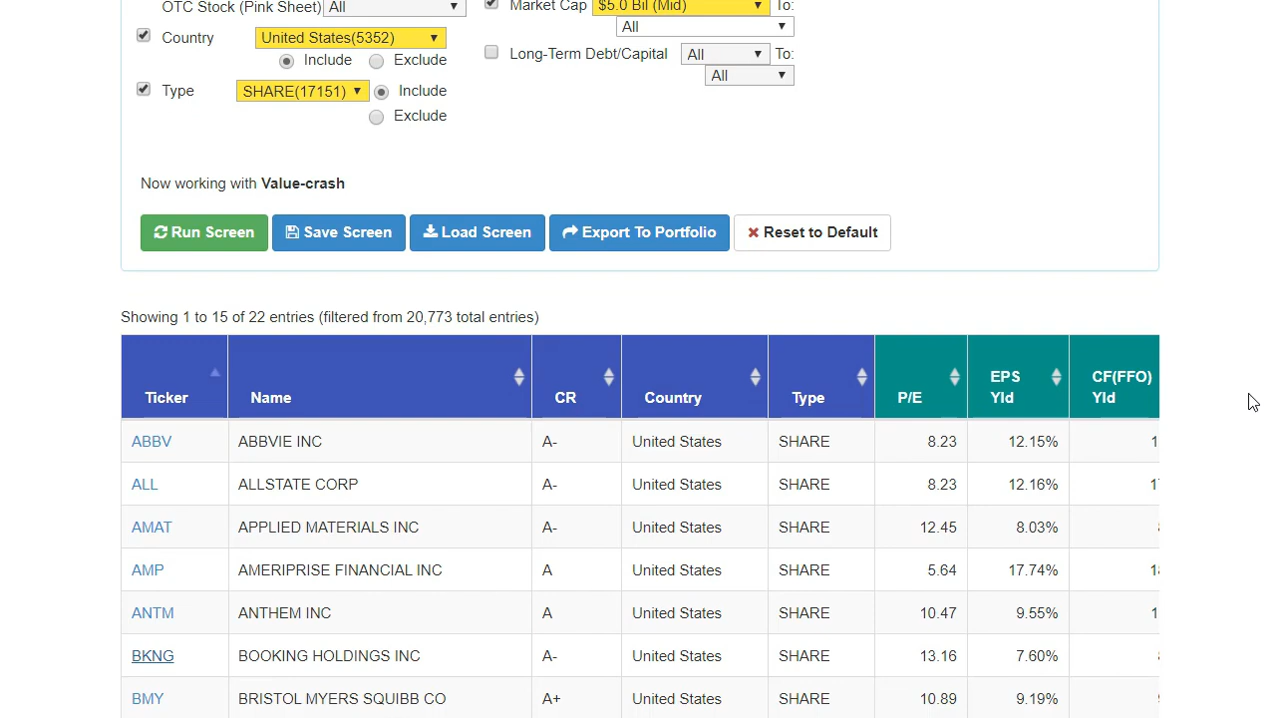 OTC Stock (Pink Sheet) All
Market Cap $5.0 Bil (Mid) To:
All
Country United States(5352)
Include Exclude
Long-Term Debt/Capital All To:
All
Type SHARE(17151) Include
Exclude
Now working with Value-crash
Run Screen Save Screen Load Screen Export To Portfolio Reset to Default
Showing 1 to 15 of 22 entries (filtered from 20,773 total entries)
Ticker Name CR Country Type P/E EPS Yld CF(FFO) Yld
ABBV ABBVIE INC A- United States SHARE 8.23 12.15%
ALL ALLSTATE CORP A- United States SHARE 8.23 12.16%
AMAT APPLIED MATERIALS INC A- United States SHARE 12.45 8.03%
AMP AMERIPRISE FINANCIAL INC A United States SHARE 5.64 17.74%
ANTM ANTHEM INC A United States SHARE 10.47 9.55%
BKNG BOOKING HOLDINGS INC A- United States SHARE 13.16 7.60%
BMY BRISTOL MYERS SQUIBB CO A+ United States SHARE 10.89 9.19%